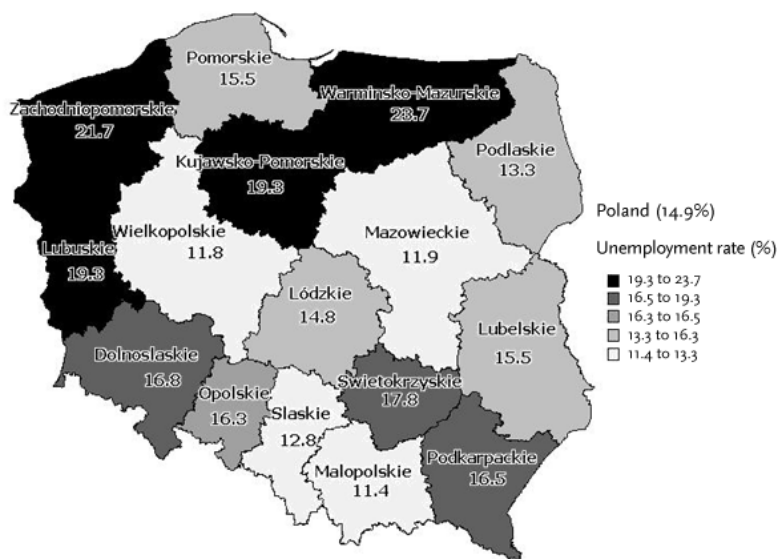 Pomorskie
15.5
Warminsko-Mazurskie
23.7
Zachodniopomorskie
21.7
Podlaskie
13.3
Kujawsko-Pomorskie
19.3
Wielkopolskie
11.8
Mazowieckie
11.9
Lubuskie
19.3
Lódzkie
14.8
Lubelskie
15.5
Dolnoslaskie
16.8
Opolskie
16.3
Slaskie
12.8
Swietokrzyskie
17.8
Malopolskie
11.4
Podkarpackie
16.5
Poland (14.9%)
Unemployment rate (%)
19.3 to 23.7
16.5 to 19.3
16.3 to 16.5
13.3 to 16.3
11.4 to 13.3